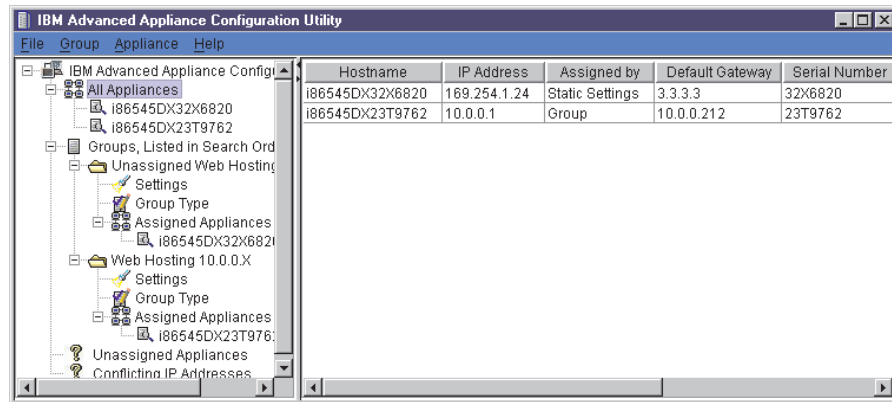 IBM Advanced Appliance Configuration Utility
File Group Appliance Help
IBM Advanced Appliance Config
All Appliances
i86545DX32X6820
i86545DX23T9762
Groups, Listed in Search Ord
Unassigned Web Hosting
Settings
Group Type
Assigned Appliances
i86545DX32X682
Web Hosting 10.0.0.X
Settings
Group Type
Assigned Appliances
i86545DX23T976
Unassigned Appliances
Conflicting IP Addresses
Hostname IP Address Assigned by Default Gateway Serial Number
i86545DX32X6820 169.254.1.24 Static Settings 3.3.3.3 32X6820
i86545DX23T9762 10.0.0.1 Group 10.0.0.212 23T9762